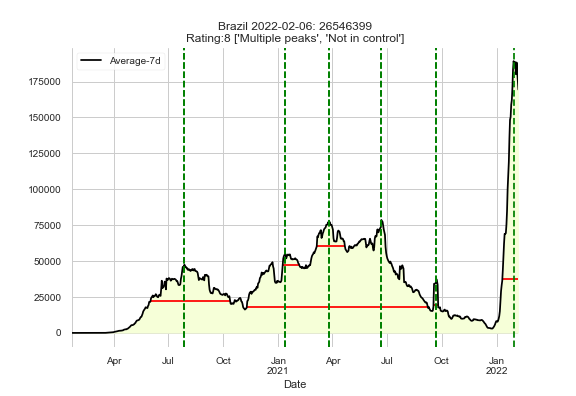 Brazil 2022-02-06: 26546399
Rating:8 ['Multiple peaks', 'Not in control']
Average-7d
175000
150000
125000
100000
75000
50000
25000
0
Apr Jul Oct Jan Apr Jul Oct Jan
2021 2022
Date